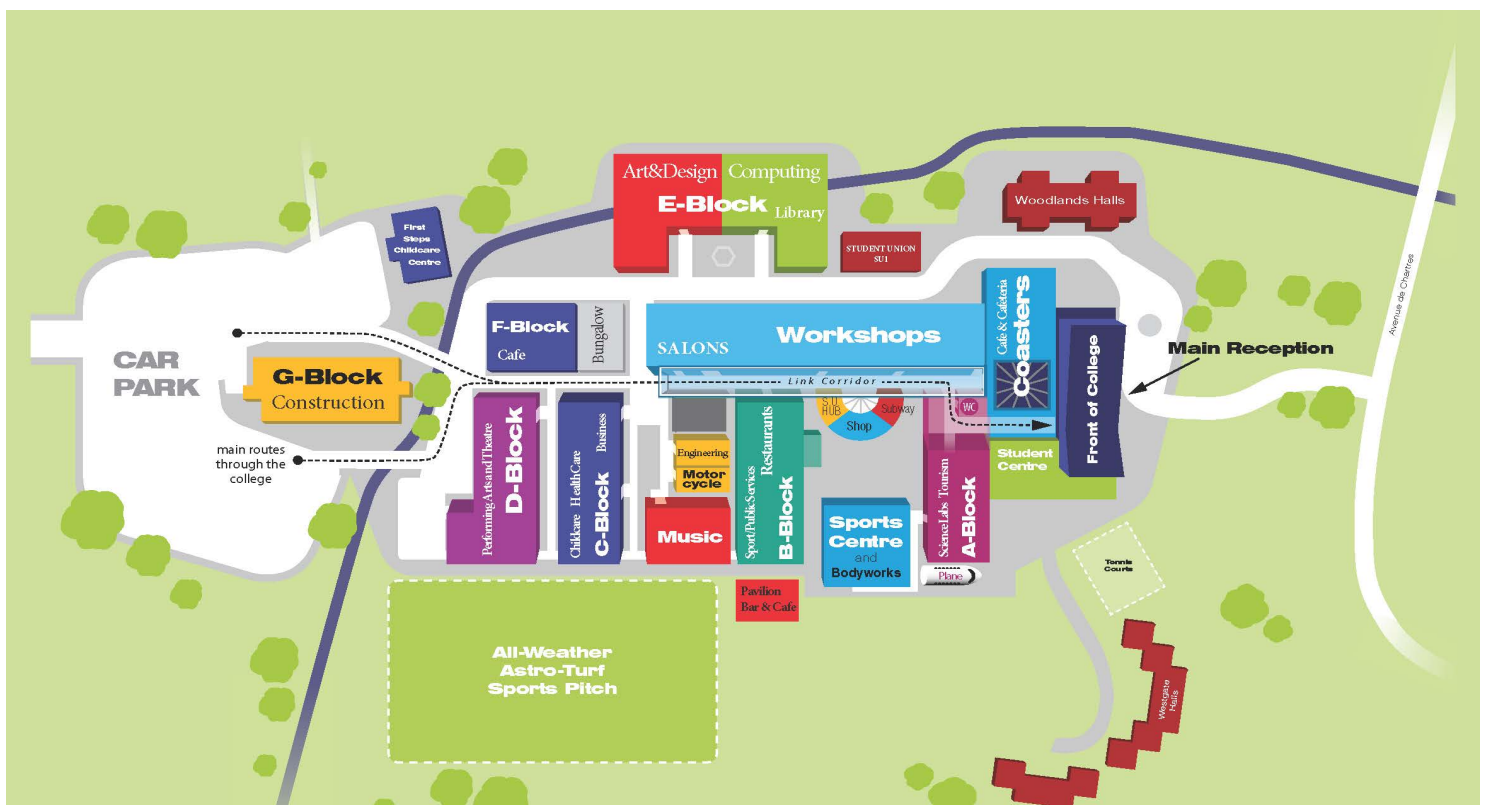 Art&Design
Computing
E-Block
Library
First
Steps
Childcare
Centre
STUDENT UNION
SU1
Woodlands Halls
Avenue de Chartres
F-Block
Cafe
Bungalow
SALONS
Workshops
Cafe & Cafeteria
Coasters
Front of College
Main Reception
CAR
PARK
G-Block
Construction
Link Corridor
main routes
through the
college
Performing Arts and Theatre
D-Block
Childcare Health Care Business
C-Block
Engineering
Motor
cycle
Music
Sport/Public Services
Restaurants
B-Block
HUB
Shop
Subway
WC
Science Labs Tourism
A-Block
Student
Centre
Sports
Centre
and
Bodyworks
Plane
Pavilion
Bar & Cafe
Tennis
Courts
All-Weather
Astro-Turf
Sports Pitch
Westgate
Halls